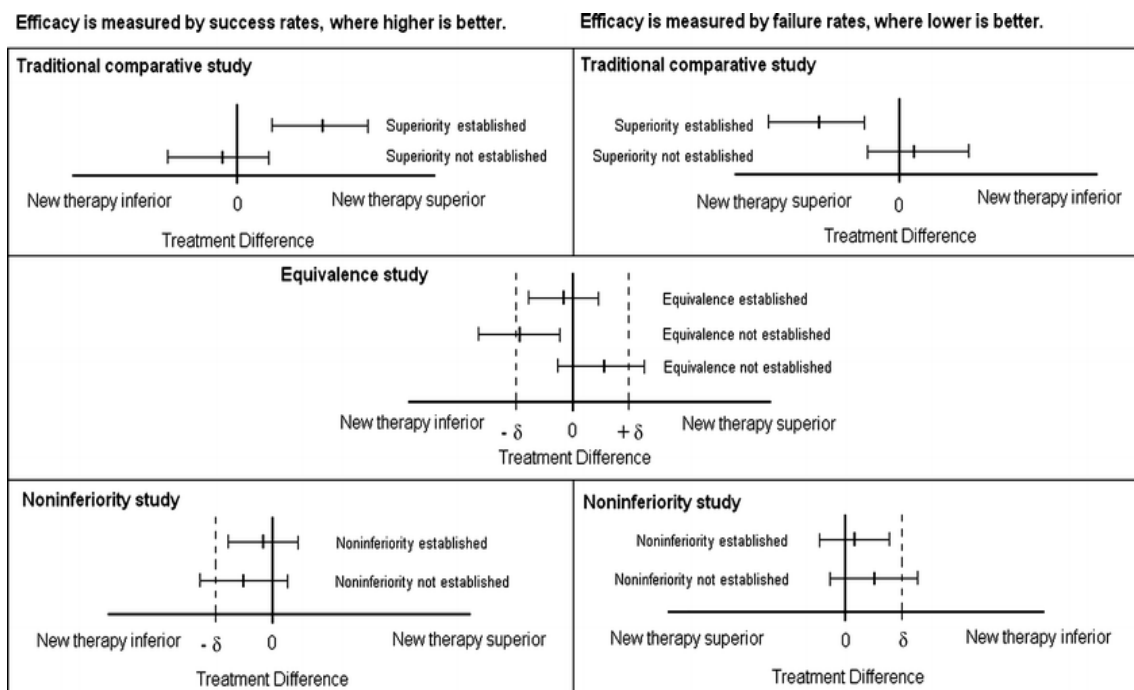 Efficacy is measured by success rates, where higher is better.
Efficacy is measured by failure rates, where lower is better.
Traditional comparative study
Superiority established
Superiority not established
New therapy inferior
0
New therapy superior
Treatment Difference
Traditional comparative study
Superiority established
Superiority not established
New therapy superior
0
New therapy inferior
Treatment Difference
Equivalence study
Equivalence established
Equivalence not established
Equivalence not established
New therapy inferior
- δ
0
+ δ
New therapy superior
Treatment Difference
Noninferiority study
Noninferiority established
Noninferiority not established
New therapy inferior
- δ
0
New therapy superior
Treatment Difference
Noninferiority study
Noninferiority established
Noninferiority not established
New therapy superior
0
δ
New therapy inferior
Treatment Difference